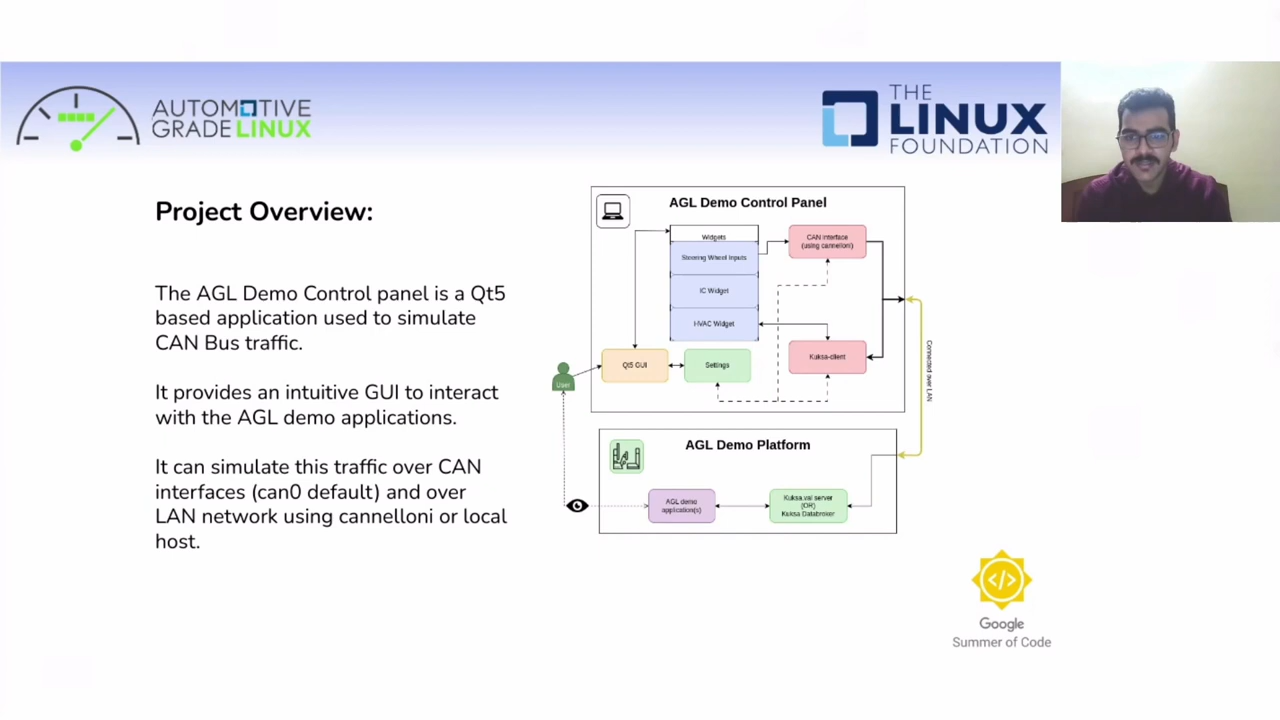 AUTOMOTIVE
GRADE LINUX
THE
LINUX
FOUNDATION
Project Overview:
The AGL Demo Control panel is a Qt5
based application used to simulate
CAN Bus traffic.
It provides an intuitive GUI to interact
with the AGL demo applications.
It can simulate this traffic over CAN
interfaces (can0 default) and over
LAN network using cannelloni or local
host.
AGL Demo Control Panel
Widgets
Steering Wheel Inputs
IC Widget
HVAC Widget
CAN Interface
(using cannelloni)
Kuksa-client
Qt5 GUI
Settings
User
Connected over LAN
AGL Demo Platform
AGL demo
application(s)
Kuksa.val server
(OR)
Kuksa Databroker
Google
Summer of Code